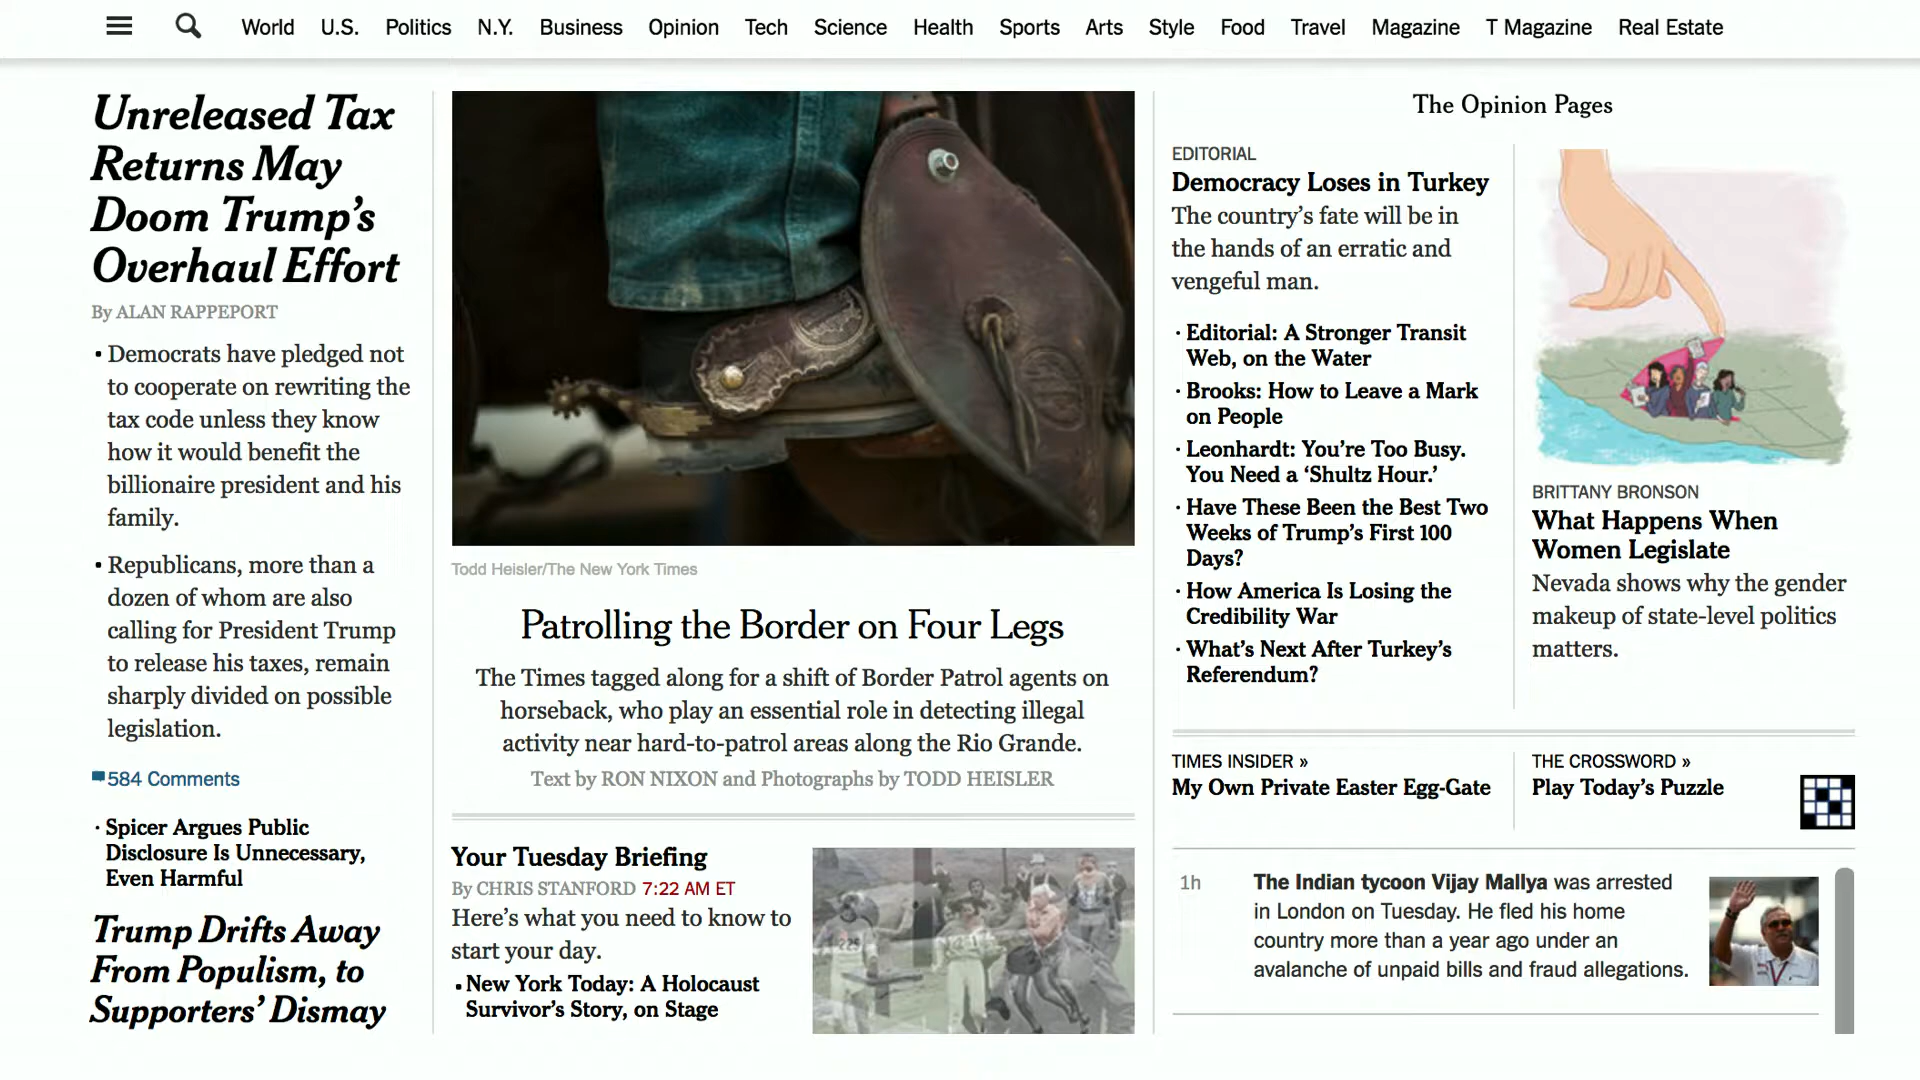 World U.S. Politics N.Y. Business Opinion Tech Science Health Sports Arts Style Food Travel Magazine T Magazine Real Estate
Unreleased Tax
Returns May
Doom Trump’s
Overhaul Effort
By ALAN RAPPEPORT
• Democrats have pledged not
to cooperate on rewriting the
tax code unless they know
how it would benefit the
billionaire president and his
family.
• Republicans, more than a
dozen of whom are also
calling for President Trump
to release his taxes, remain
sharply divided on possible
legislation.
584 Comments
· Spicer Argues Public
Disclosure Is Unnecessary,
Even Harmful
Trump Drifts Away
From Populism, to
Supporters’ Dismay
Todd Heisler/The New York Times
Patrolling the Border on Four Legs
The Times tagged along for a shift of Border Patrol agents on
horseback, who play an essential role in detecting illegal
activity near hard-to-patrol areas along the Rio Grande.
Text by RON NIXON and Photographs by TODD HEISLER
Your Tuesday Briefing
By CHRIS STANFORD 7:22 AM ET
Here’s what you need to know to
start your day.
• New York Today: A Holocaust
Survivor’s Story, on Stage
The Opinion Pages
EDITORIAL
Democracy Loses in Turkey
The country’s fate will be in
the hands of an erratic and
vengeful man.
· Editorial: A Stronger Transit
Web, on the Water
· Brooks: How to Leave a Mark
on People
· Leonhardt: You’re Too Busy.
You Need a ‘Shultz Hour.’
· Have These Been the Best Two
Weeks of Trump’s First 100
Days?
· How America Is Losing the
Credibility War
· What’s Next After Turkey’s
Referendum?
BRITTANY BRONSON
What Happens When
Women Legislate
Nevada shows why the gender
makeup of state-level politics
matters.
TIMES INSIDER »
My Own Private Easter Egg-Gate
THE CROSSWORD »
Play Today’s Puzzle
1h
The Indian tycoon Vijay Mallya was arrested
in London on Tuesday. He fled his home
country more than a year ago under an
avalanche of unpaid bills and fraud allegations.